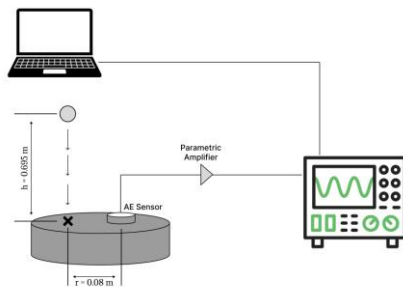 h = 0.695 m
Parametric
Amplifier
AE Sensor
r = 0.08 m